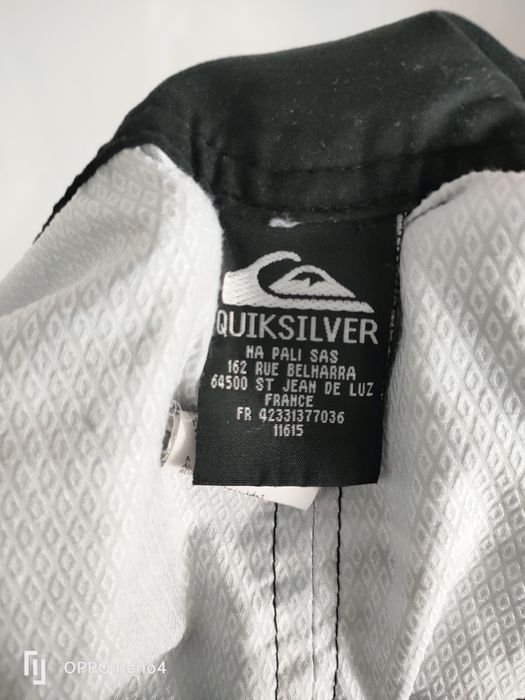 QUIKSILVER
NA PALI SAS
162 RUE BELHARRA
64500 ST JEAN DE LUZ
FRANCE
FR 42331377036
11615
OPPO Reno4